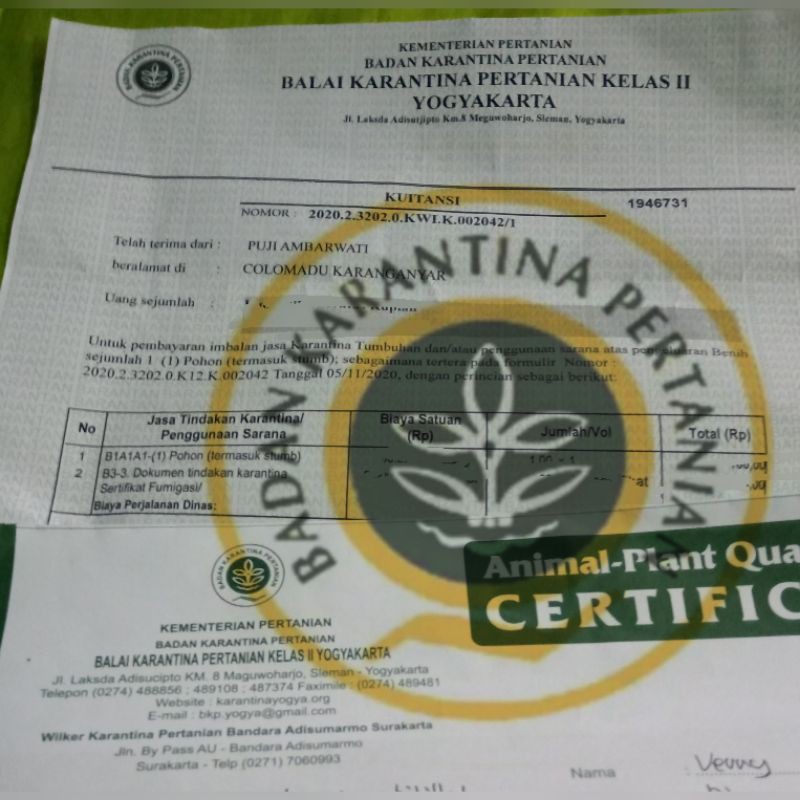 KEMENTERIAN PERTANIAN
BADAN KARANTINA PERTANIAN
BALAI KARANTINA PERTANIAN KELAS II
YOGYAKARTA
Jl. Laksda Adisutjipto Km.8 Meguwoharjo, Sleman, Yogyakarta
BADAN KARANTINA PERTANIAN
KUITANSI 1946731
NOMOR : 2020.2.3202.0.KWI.K.002042/1
Telah terima dari : PUJI AMBARWATI
beralamat di : COLOMADU KARANGANYAR
Uang sejumlah :
Untuk pembayaran imbalan jasa Karantina Tumbuhan dan/atau penggunaan sarana atas pengeluaran Benih
sejumlah 1 (1) Pohon (termasuk stumb); sebagaimana tertera pada formulir Nomor :
2020.2.3202.0.K12.K.002042 Tanggal 05/11/2020, dengan perincian sebagai berikut:
No Jasa Tindakan Karantina/ Penggunaan Sarana Biaya Satuan (Rp) Jumlah/Vol Total (Rp)
1 B1A1A1-(1) Pohon (termasuk stumb)
2 B3-3. Dokumen tindakan karantina
Sertifikat Fumigasi/
Biaya Perjalanan Dinas:
BADAN KARANTINA PERTANIAN
BADAN KARANTINA PERTANIAN
Animal-Plant Qua
CERTIFIC
KEMENTERIAN PERTANIAN
BADAN KARANTINA PERTANIAN
BALAI KARANTINA PERTANIAN KELAS II YOGYAKARTA
Jl. Laksda Adisucipto KM. 8 Maguwoharjo, Sleman - Yogyakarta
Telepon (0274) 488856 ; 489108 ; 487374 Faximile : (0274) 489481
Website : karantinayogya.org
E-mail : bkp.yogya@gmail.com
Wilker Karantina Pertanian Bandara Adisumarmo Surakarta
Jln. By Pass AU - Bandara Adisumarmo
Surakarta - Telp (0271) 7060993
Nama : Venny